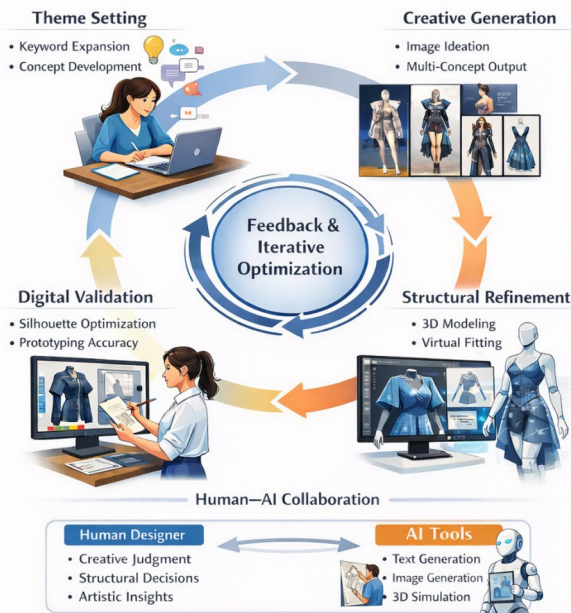 Theme Setting
• Keyword Expansion
• Concept Development
Creative Generation
• Image Ideation
• Multi-Concept Output
Feedback &
Iterative
Optimization
Digital Validation
• Silhouette Optimization
• Prototyping Accuracy
Structural Refinement
• 3D Modeling
• Virtual Fitting
Human—AI Collaboration
Human Designer
• Creative Judgment
• Structural Decisions
• Artistic Insights
AI Tools
• Text Generation
• Image Generation
• 3D Simulation